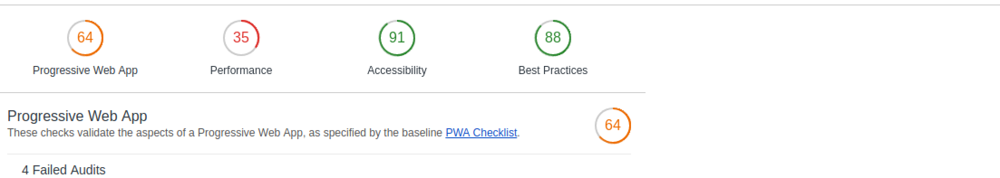 64 35 91 88
Progressive Web App Performance Accessibility Best Practices
Progressive Web App
These checks validate the aspects of a Progressive Web App, as specified by the baseline PWA Checklist.
64
4 Failed Audits